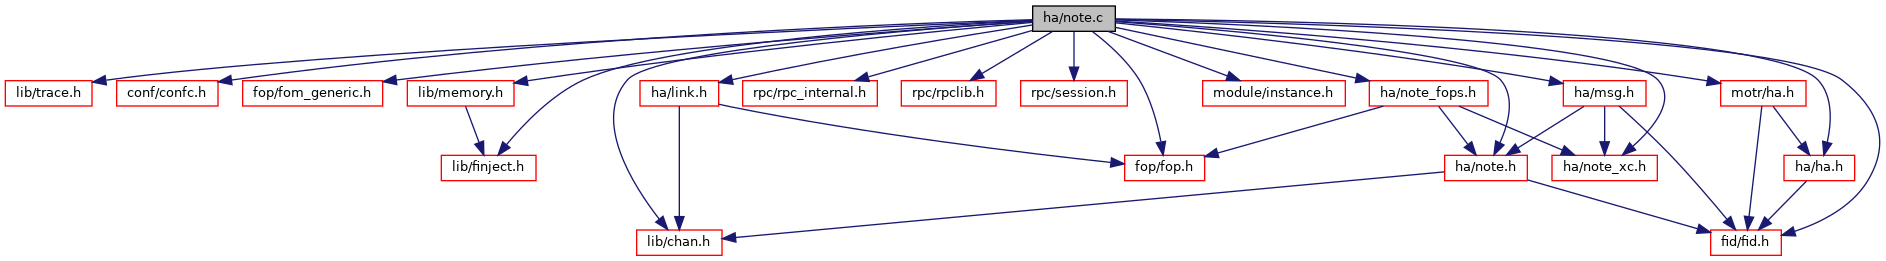 ha/note.c
lib/trace.h
conf/confc.h
fop/fom_generic.h
lib/memory.h
ha/link.h
rpc/rpc_internal.h
rpc/rpclib.h
rpc/session.h
module/instance.h
ha/note_fops.h
ha/msg.h
motr/ha.h
lib/finject.h
fop/fop.h
ha/note.h
ha/note_xc.h
ha/ha.h
lib/chan.h
fid/fid.h